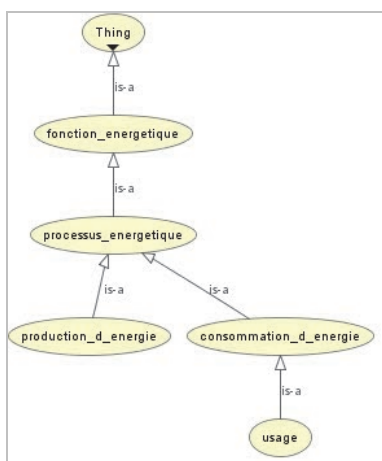 Thing
is-a
fonction_energetique
is-a
processus_energetique
is-a
is-a
production_d_energie
consommation_d_energie
is-a
usage